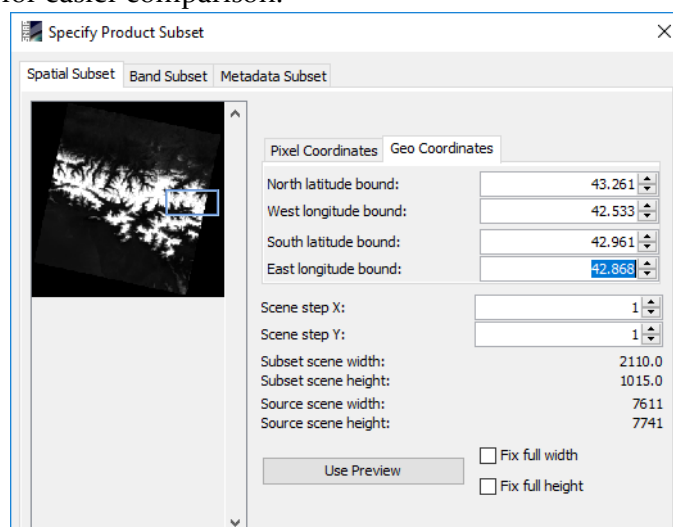 for easier comparison.
Specify Product Subset
Spatial Subset Band Subset Metadata Subset
Pixel Coordinates Geo Coordinates
North latitude bound: 43.261
West longitude bound: 42.533
South latitude bound: 42.961
East longitude bound: 42.868
Scene step X: 1
Scene step Y: 1
Subset scene width: 2110.0
Subset scene height: 1015.0
Source scene width: 7611
Source scene height: 7741
Use Preview
Fix full width
Fix full height